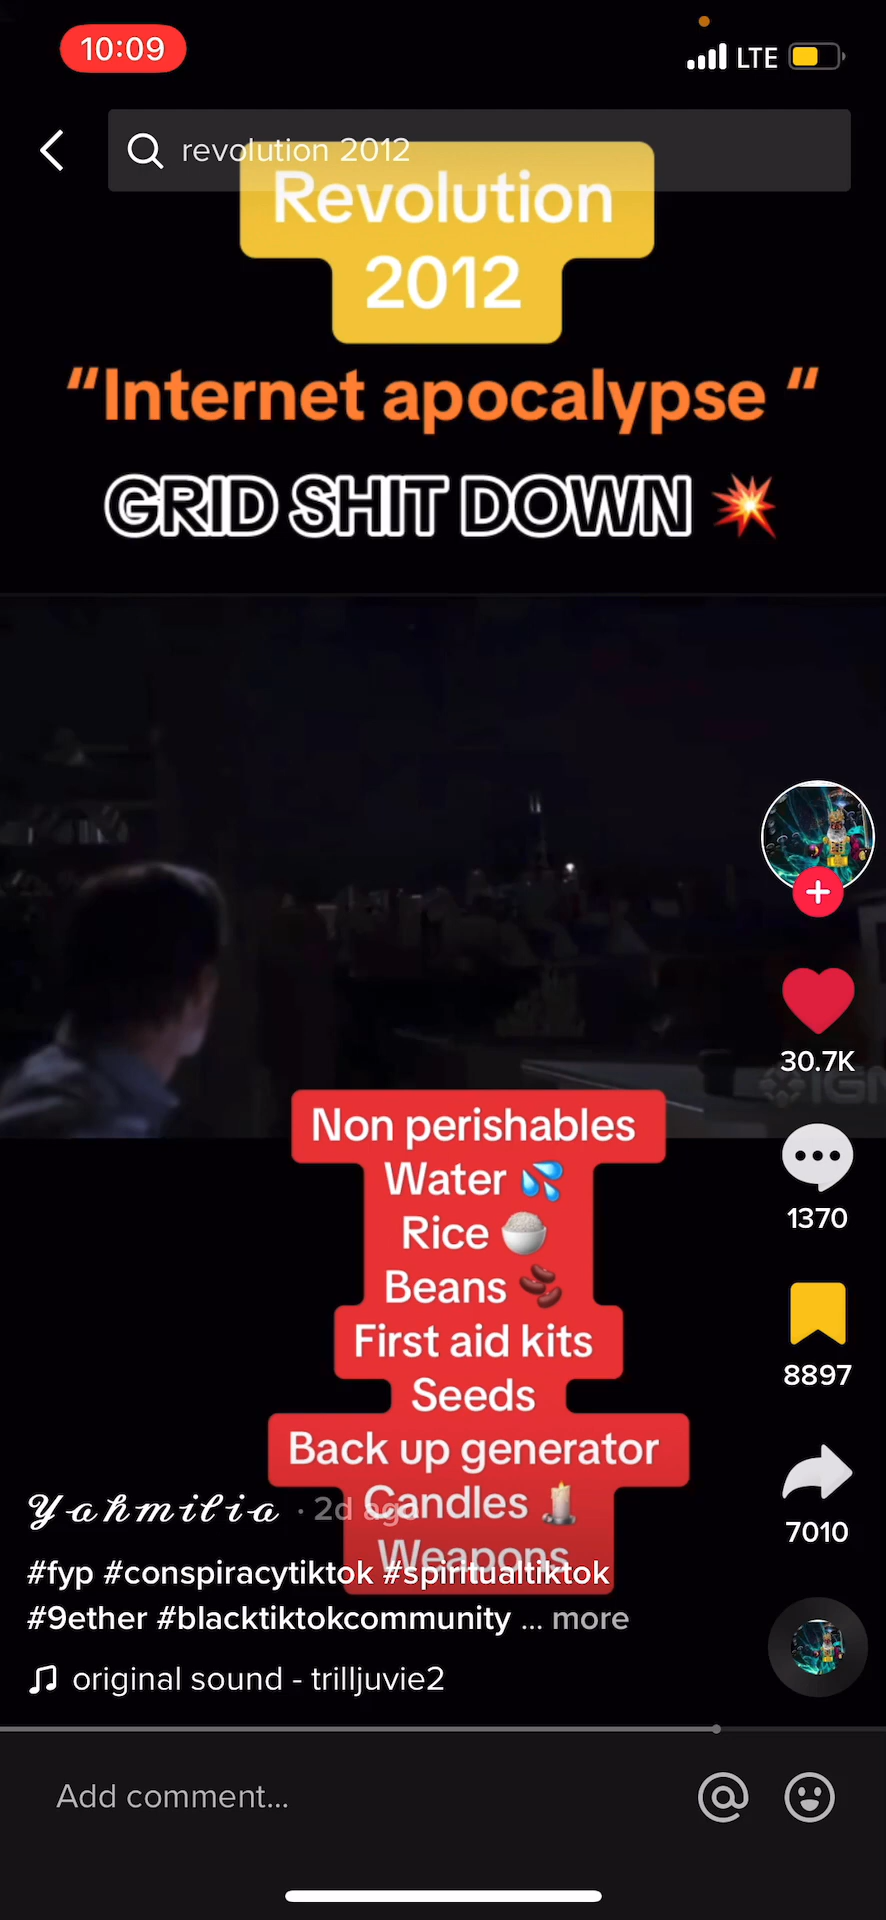 10:09
LTE
revolution 2012
Revolution
2012
“Internet apocalypse “
GRID SHIT DOWN 💥
IGN
30.7K
Non perishables
Water 💦
1370
Rice 🍚
Beans 🫘
First aid kits
8897
Seeds
Back up generator
Candles 🕯️
𝓨𝓪𝓱𝓶𝓲𝓵𝓲𝓪 · 2d ago
7010
Weapons
#fyp #conspiracytiktok #spiritualtiktok
#9ether #blacktiktokcommunity ... more
original sound - trilljuvie2
Add comment...